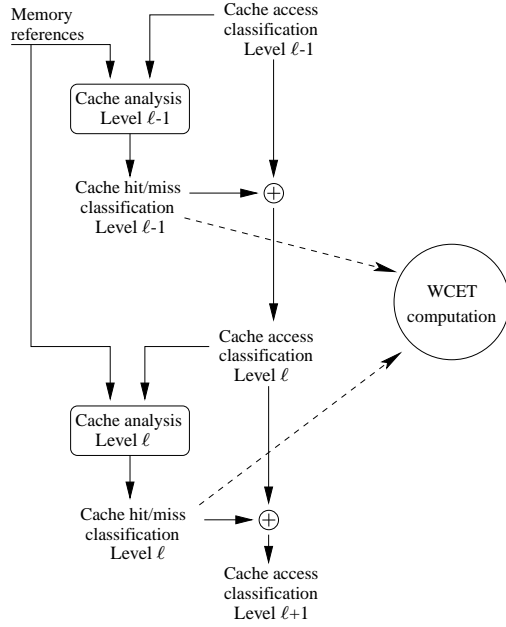 Memory
references
Cache access
classification
Level ℓ-1
Cache analysis
Level ℓ-1
Cache hit/miss
classification
Level ℓ-1
WCET
computation
Cache access
classification
Level ℓ
Cache analysis
Level ℓ
Cache hit/miss
classification
Level ℓ
Cache access
classification
Level ℓ+1